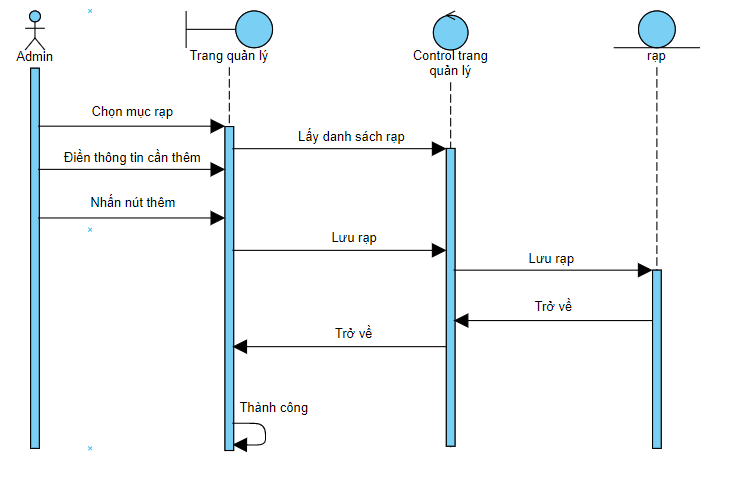 Admin
Trang quản lý
Control trang
quản lý
rạp
Chọn mục rạp
Lấy danh sách rạp
Điền thông tin cần thêm
Nhấn nút thêm
Lưu rạp
Lưu rạp
Trở về
Trở về
Thành công